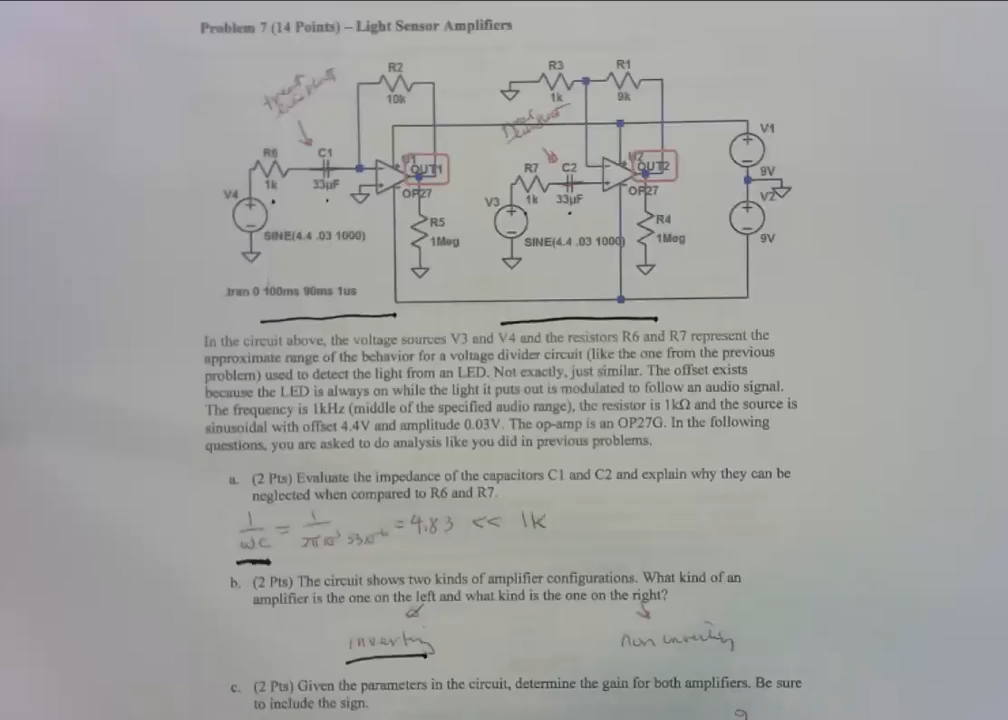 Problem 7 (14 Points) – Light Sensor Amplifiers
R2
10k
R3
1k
R1
9k
V1
9V
V2
9V
R6
1k
C1
33µF
V4
U1
OUT1
OP27
R5
1Meg
SINE(4.4 .03 1000)
R7
1k
C2
33µF
V3
U2
OUT2
OP27
R4
1Meg
SINE(4.4 .03 1000)
.tran 0 100ms 90ms 1us
In the circuit above, the voltage sources V3 and V4 and the resistors R6 and R7 represent the
approximate range of the behavior for a voltage divider circuit (like the one from the previous
problem) used to detect the light from an LED. Not exactly, just similar. The offset exists
because the LED is always on while the light it puts out is modulated to follow an audio signal.
The frequency is 1kHz (middle of the specified audio range), the resistor is 1kΩ and the source is
sinusoidal with offset 4.4V and amplitude 0.03V. The op-amp is an OP27G. In the following
questions, you are asked to do analysis like you did in previous problems.
a. (2 Pts) Evaluate the impedance of the capacitors C1 and C2 and explain why they can be
neglected when compared to R6 and R7.
1/ωC = 1/ = 4.83 << 1k
b. (2 Pts) The circuit shows two kinds of amplifier configurations. What kind of an
amplifier is the one on the left and what kind is the one on the right?
inverting non inverting
c. (2 Pts) Given the parameters in the circuit, determine the gain for both amplifiers. Be sure
to include the sign.
9